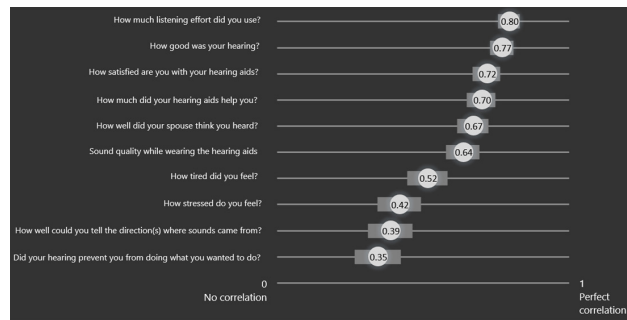 How much listening effort did you use?
0.80
How good was your hearing?
0.77
How satisfied are you with your hearing aids?
0.72
How much did your hearing aids help you?
0.70
How well did your spouse think you heard?
0.67
Sound quality while wearing the hearing aids
0.64
How tired did you feel?
0.52
How stressed do you feel?
0.42
How well could you tell the direction(s) where sounds came from?
0.39
Did your hearing prevent you from doing what you wanted to do?
0.35
0
No correlation
1
Perfect
correlation